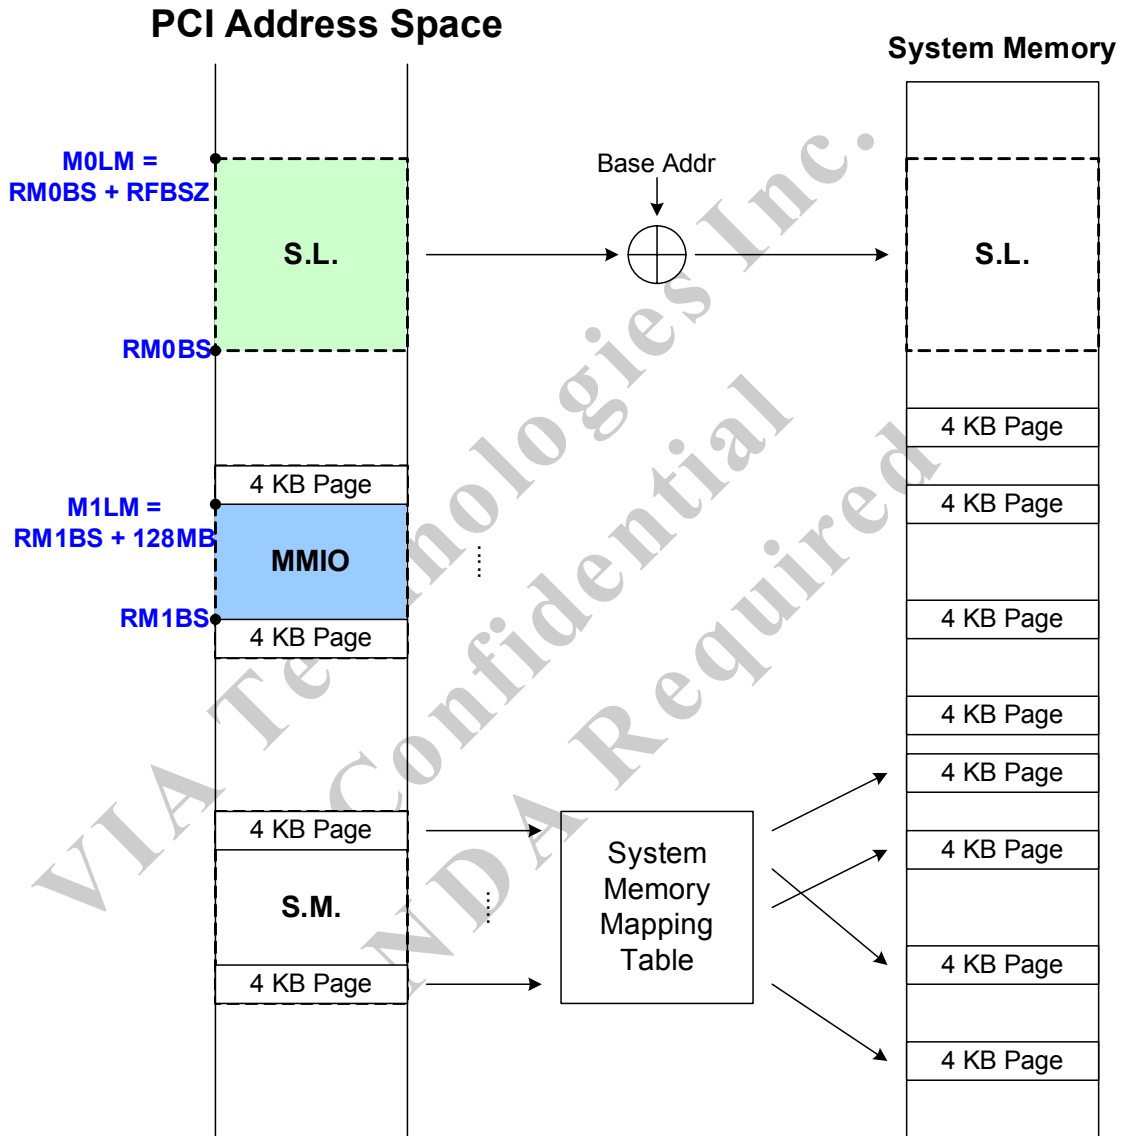 PCI Address Space
System Memory
M0LM =
RM0BS + RFBSZ
Base Addr
S.L.
S.L.
RM0BS
4 KB Page
4 KB Page
4 KB Page
M1LM =
RM1BS + 128MB
MMIO
RM1BS
4 KB Page
4 KB Page
4 KB Page
4 KB Page
4 KB Page
System
Memory
Mapping
Table
4 KB Page
S.M.
4 KB Page
4 KB Page
4 KB Page
VIA Technologies Inc.
Confidential
NDA Required